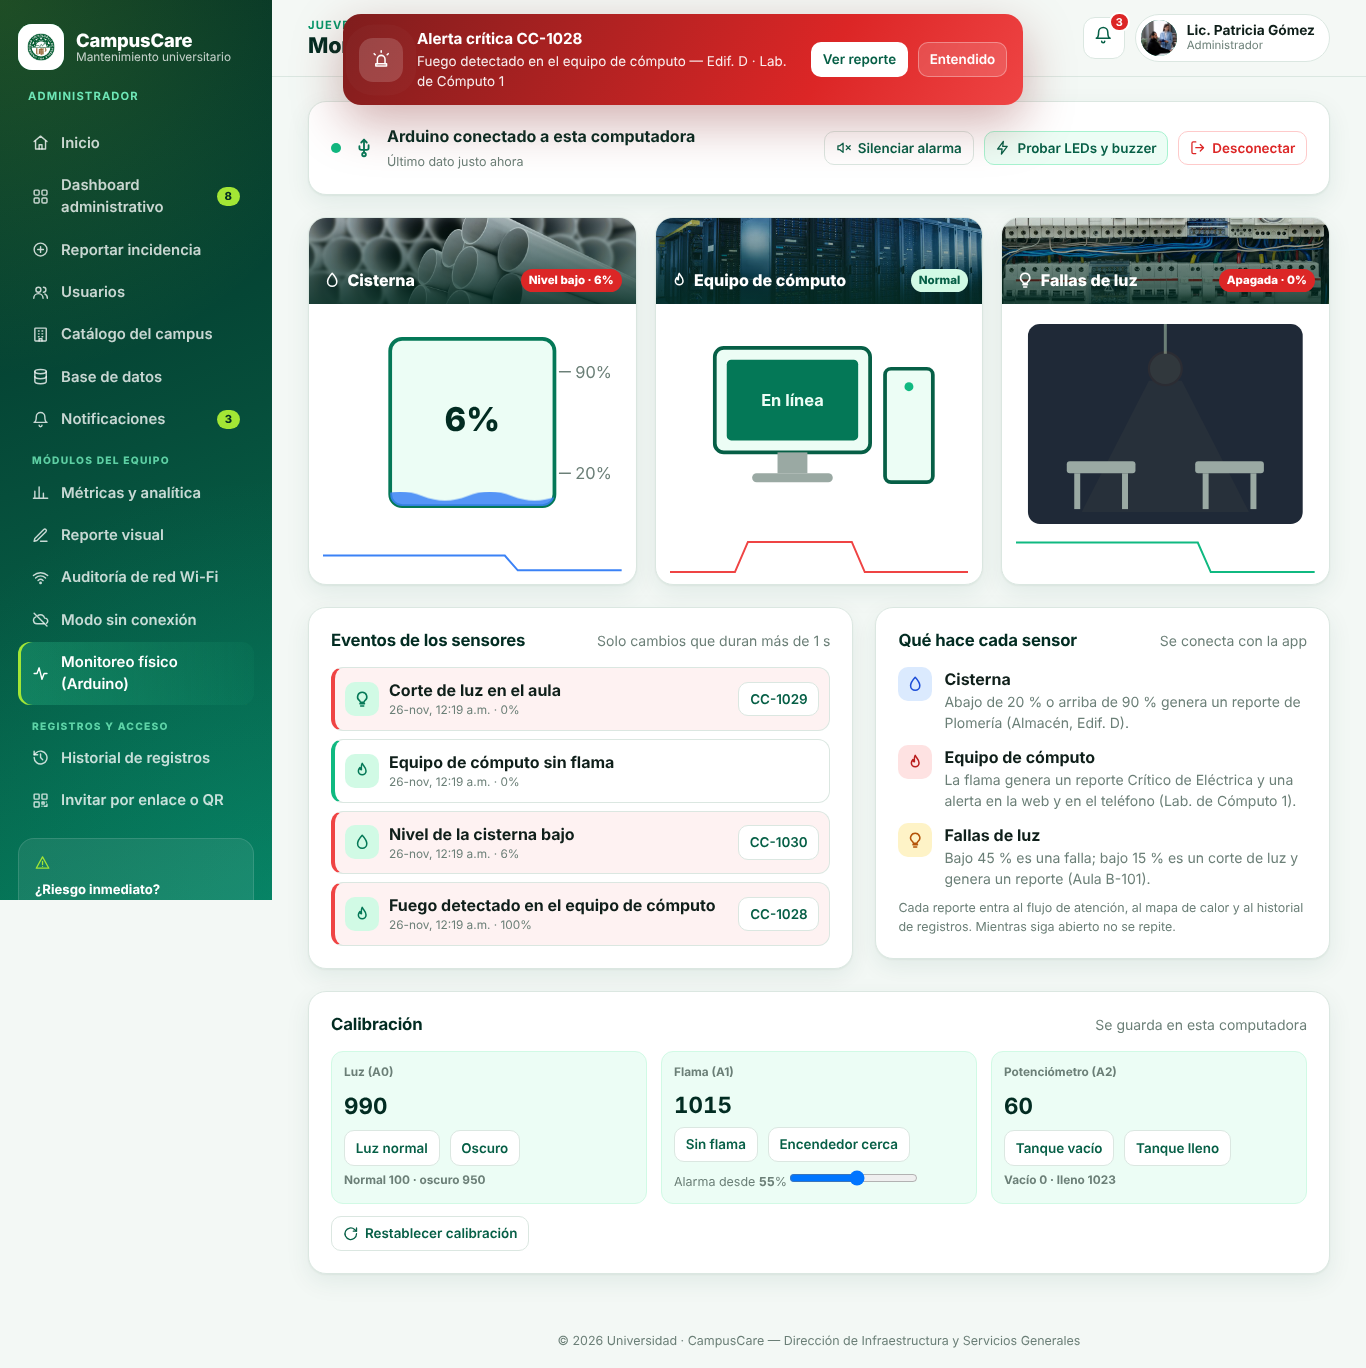 CampusCare
Mantenimiento universitario
ADMINISTRADOR
Inicio
Dashboard
administrativo
8
Reportar incidencia
Usuarios
Catálogo del campus
Base de datos
Notificaciones
3
MÓDULOS DEL EQUIPO
Métricas y analítica
Reporte visual
Auditoría de red Wi-Fi
Modo sin conexión
Monitoreo físico
(Arduino)
REGISTROS Y ACCESO
Historial de registros
Invitar por enlace o QR
¿Riesgo inmediato?
JUEV
Mo
Alerta crítica CC-1028
Fuego detectado en el equipo de cómputo — Edif. D · Lab.
de Cómputo 1
Ver reporte
Entendido
3
Lic. Patricia Gómez
Administrador
Arduino conectado a esta computadora
Último dato justo ahora
Silenciar alarma
Probar LEDs y buzzer
Desconectar
Cisterna
Nivel bajo · 6%
90%
6%
20%
Equipo de cómputo
Normal
En línea
Fallas de luz
Apagada · 0%
Eventos de los sensores
Solo cambios que duran más de 1 s
Corte de luz en el aula
26-nov, 12:19 a.m. · 0%
CC-1029
Equipo de cómputo sin flama
26-nov, 12:19 a.m. · 0%
Nivel de la cisterna bajo
26-nov, 12:19 a.m. · 6%
CC-1030
Fuego detectado en el equipo de cómputo
26-nov, 12:19 a.m. · 100%
CC-1028
Qué hace cada sensor
Se conecta con la app
Cisterna
Abajo de 20 % o arriba de 90 % genera un reporte de
Plomería (Almacén, Edif. D).
Equipo de cómputo
La flama genera un reporte Crítico de Eléctrica y una
alerta en la web y en el teléfono (Lab. de Cómputo 1).
Fallas de luz
Bajo 45 % es una falla; bajo 15 % es un corte de luz y
genera un reporte (Aula B-101).
Cada reporte entra al flujo de atención, al mapa de calor y al historial
de registros. Mientras siga abierto no se repite.
Calibración
Se guarda en esta computadora
Luz (A0)
990
Luz normal
Oscuro
Normal 100 · oscuro 950
Flama (A1)
1015
Sin flama
Encendedor cerca
Alarma desde 55%
Potenciómetro (A2)
60
Tanque vacío
Tanque lleno
Vacío 0 · lleno 1023
Restablecer calibración
© 2026 Universidad · CampusCare — Dirección de Infraestructura y Servicios Generales